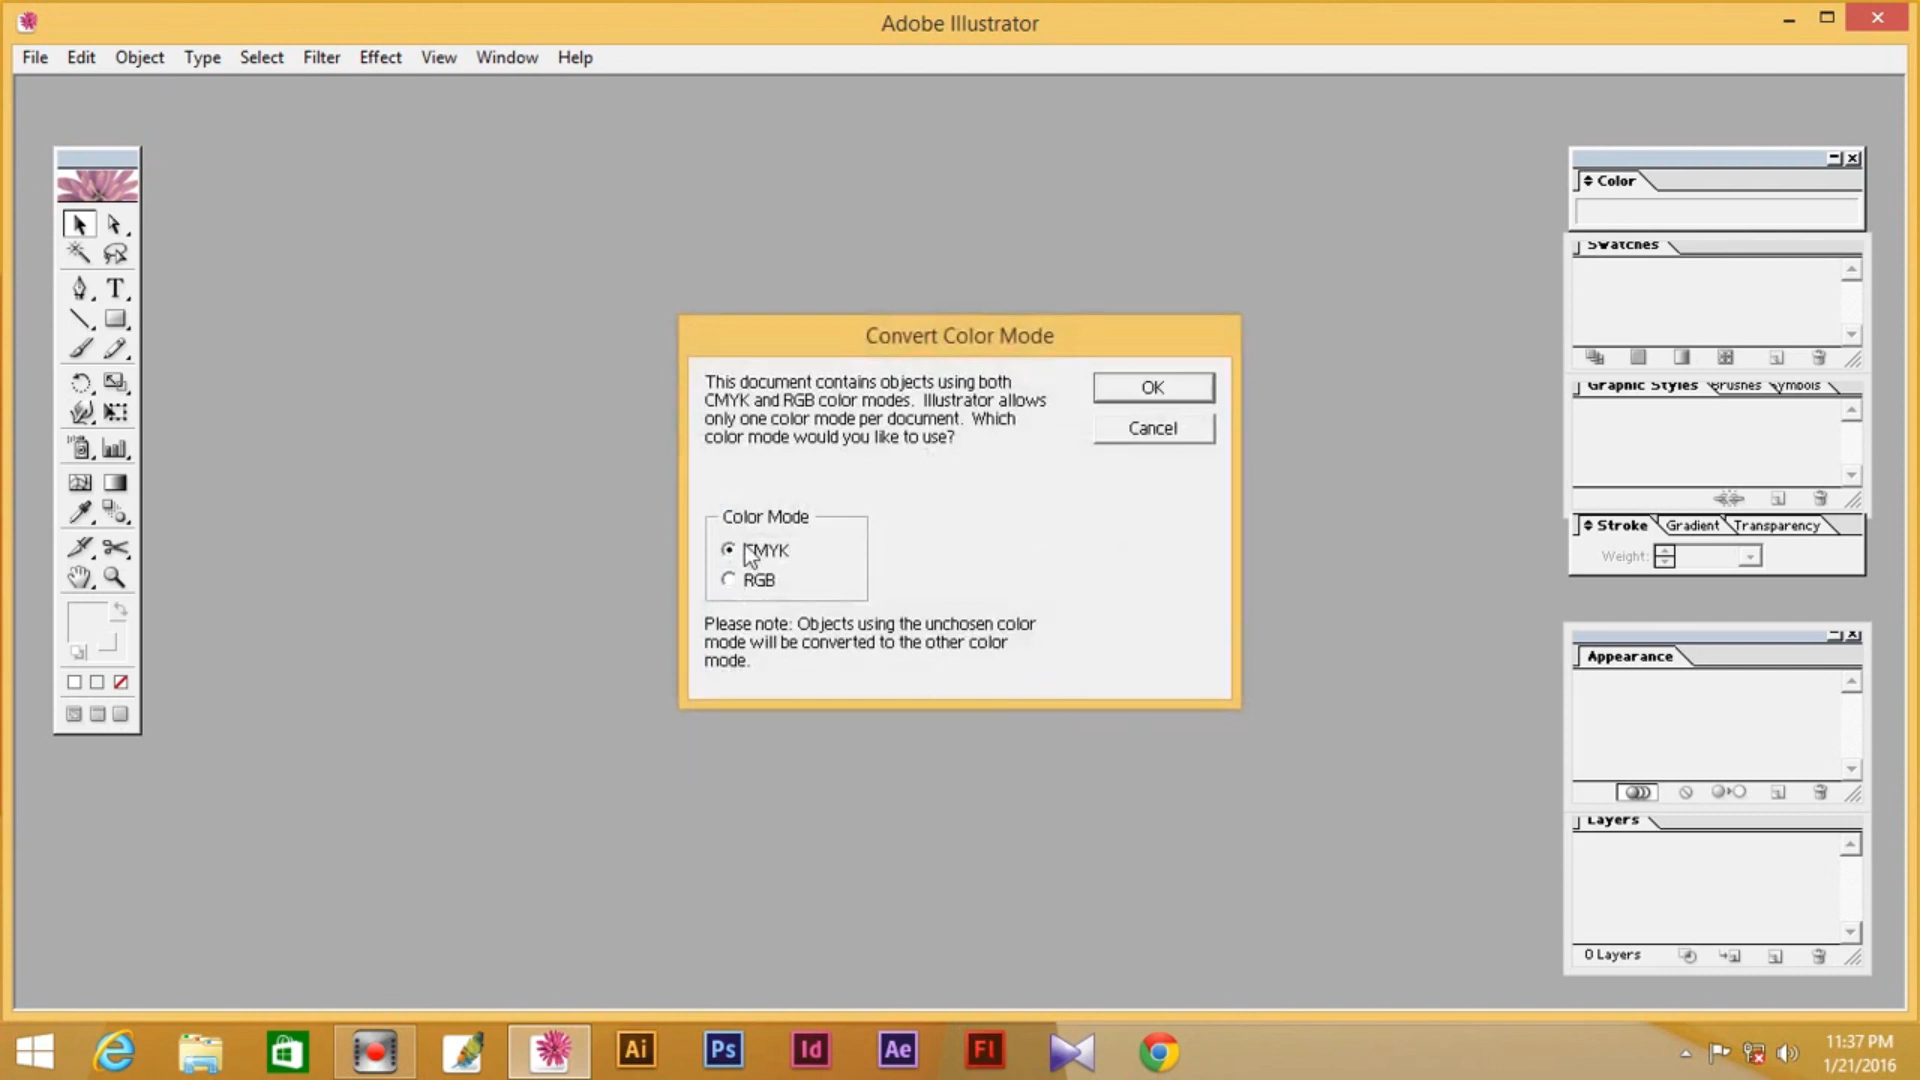 Adobe Illustrator
File Edit Object Type Select Filter Effect View Window Help
Color
Swatches
Graphic Styles Brushes Symbols
Stroke Gradient Transparency
Weight:
Appearance
Layers
0 Layers
Convert Color Mode
This document contains objects using both
CMYK and RGB color modes. Illustrator allows
only one color mode per document. Which
color mode would you like to use?
OK
Cancel
Color Mode
CMYK
RGB
Please note: Objects using the unchosen color
mode will be converted to the other color
mode.
Ai Ps Id Ae Fl
11:37 PM
1/21/2016